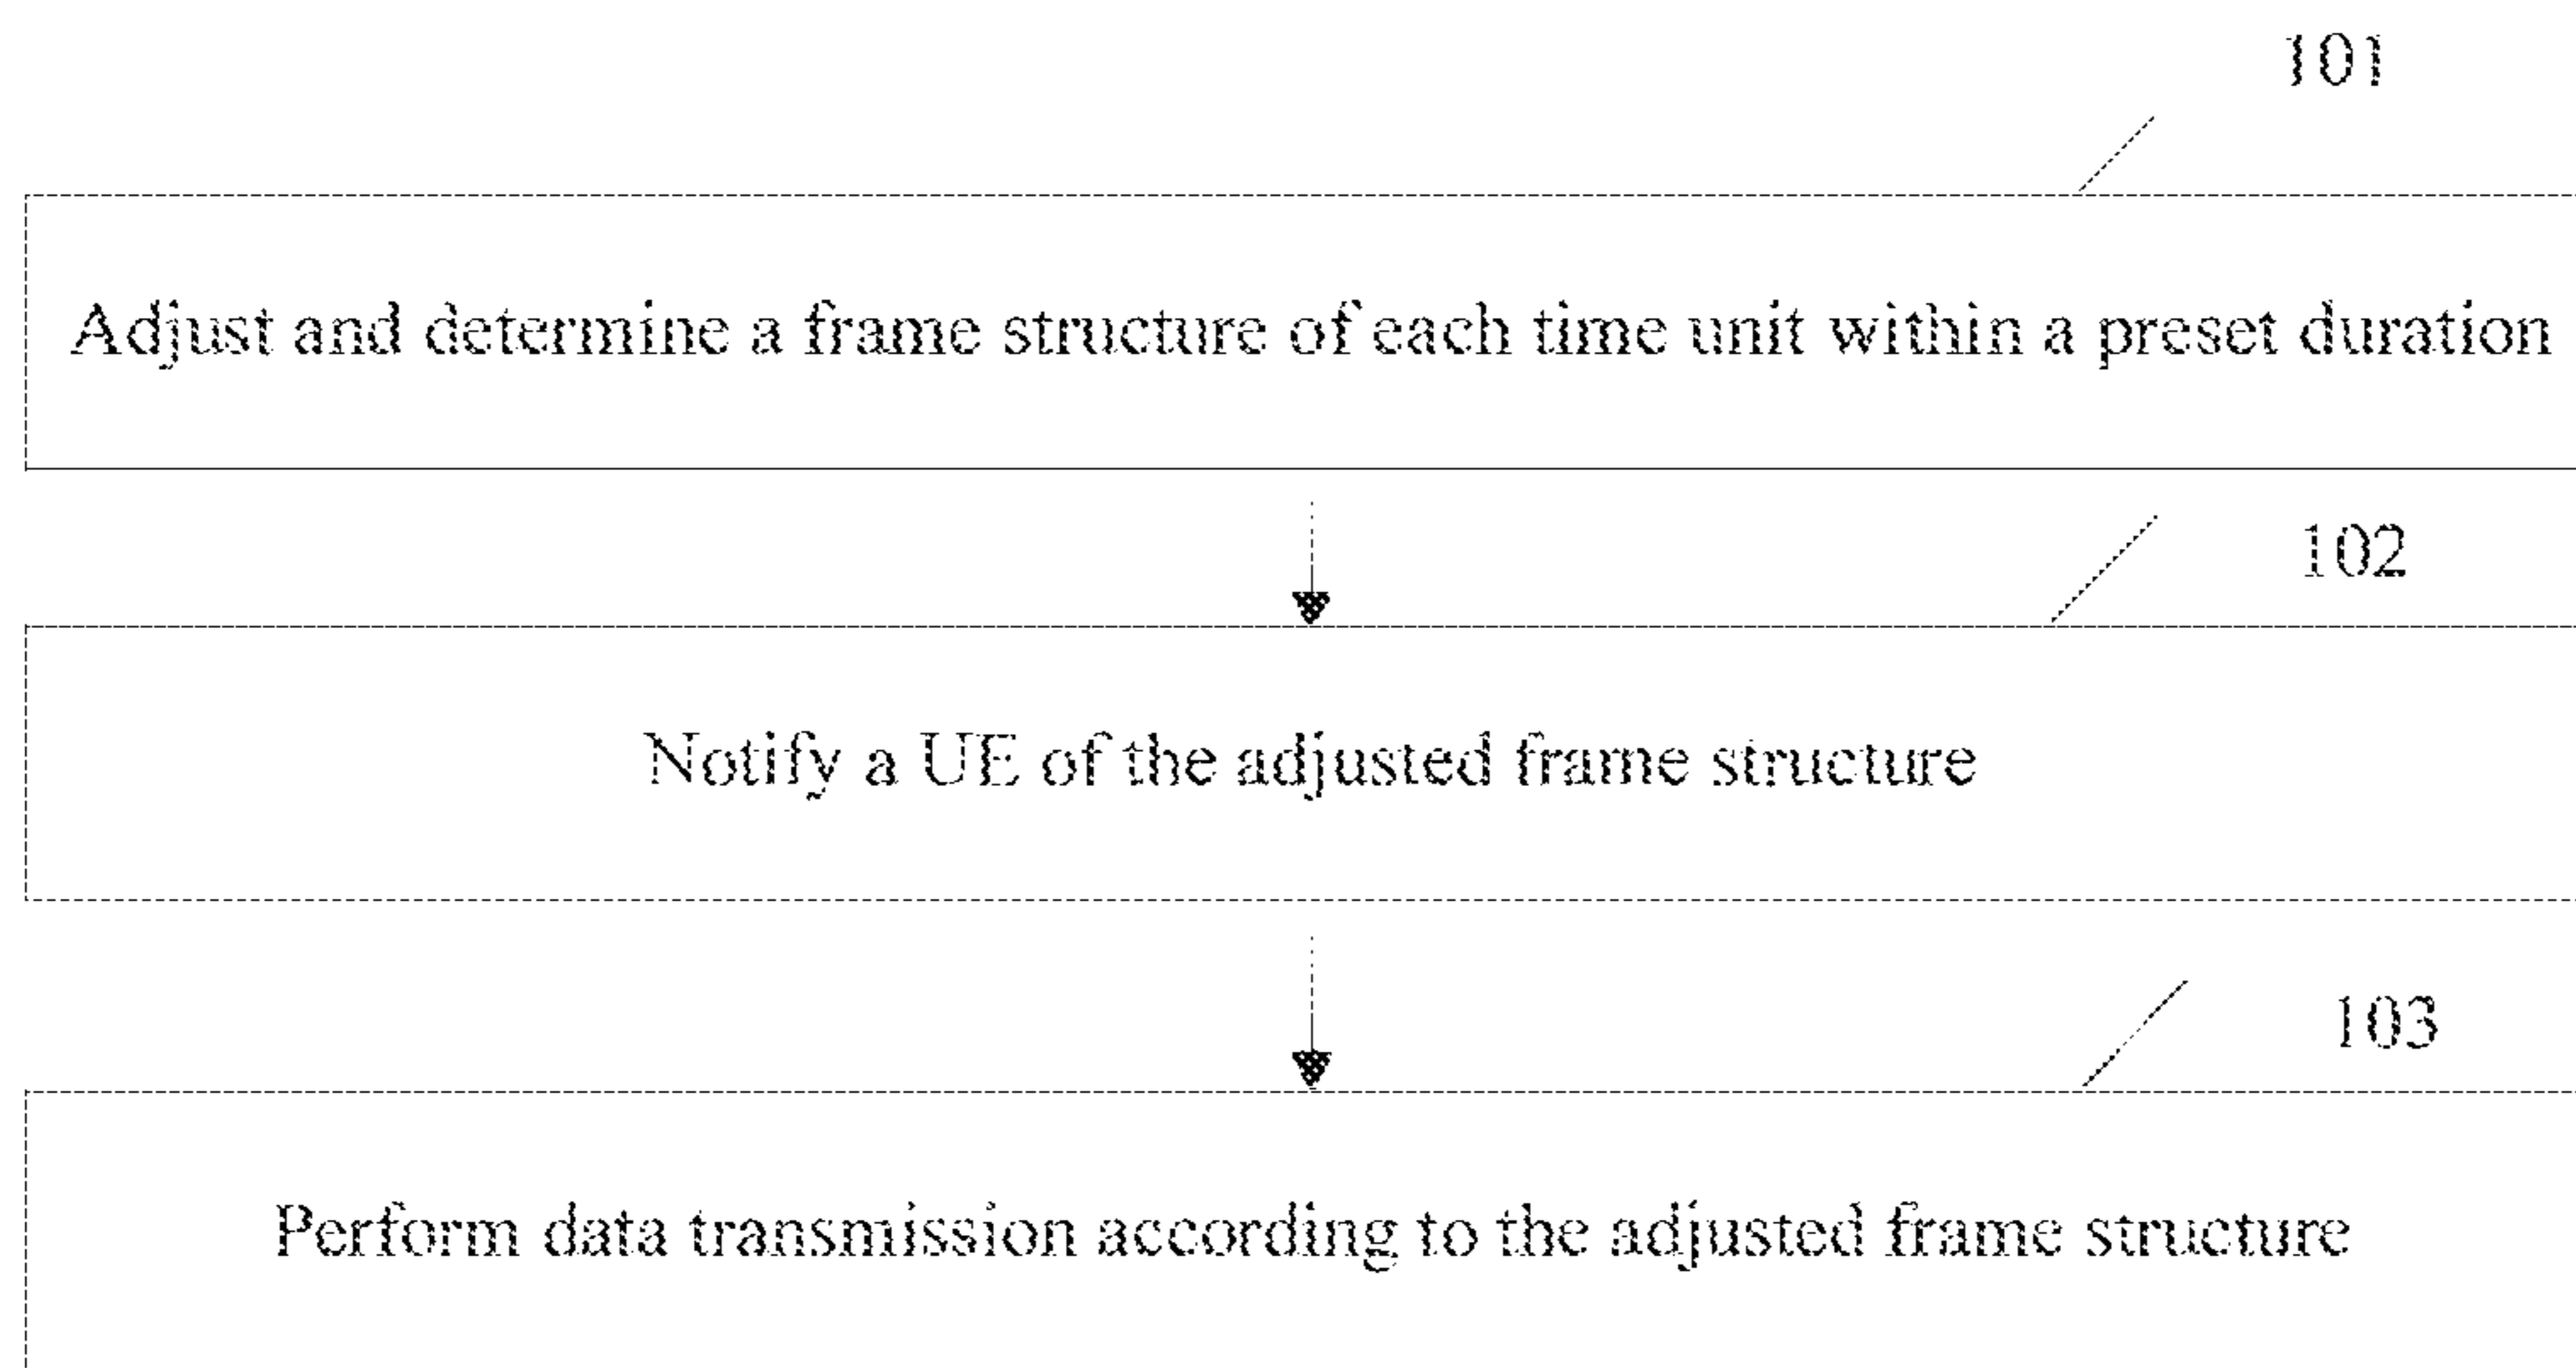 101
Adjust and determine a frame structure of each time unit within a preset duration
102
Notify a UE of the adjusted frame structure
103
Perform data transmission according to the adjusted frame structure